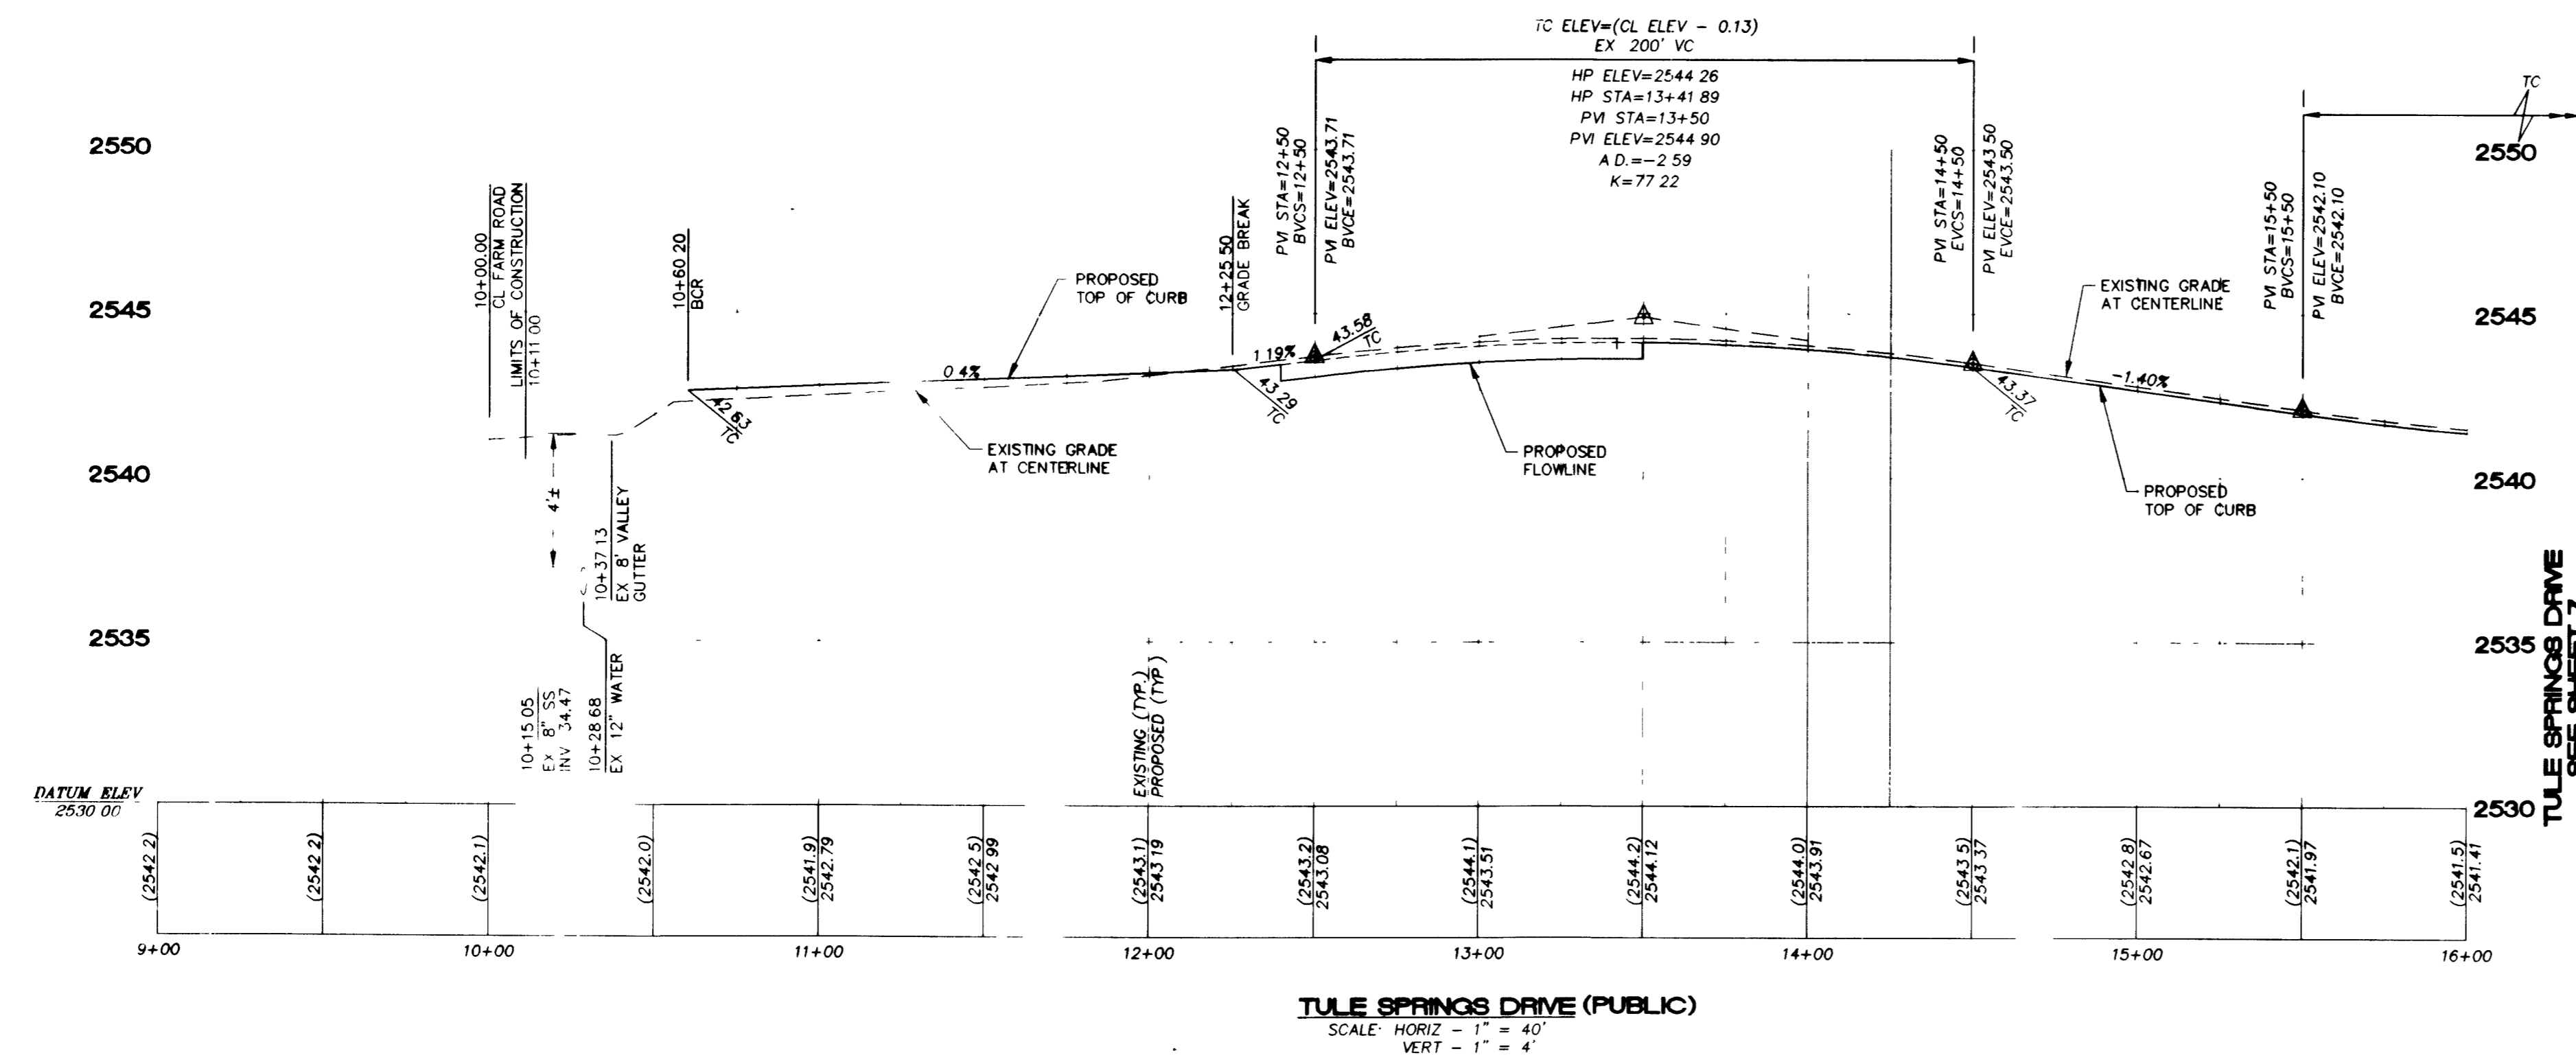 TC ELEV=(CL ELEV - 0.13)
EX 200' VC
HP ELEV=2544 26
HP STA=13+41 89
PVI STA=13+50
PVI ELEV=2544 90
A D.=-2 59
K=77 22
TC
2550
2545
2540
2535
DATUM ELEV
2530 00
10+00.00
CL FARM ROAD
LIMITS OF CONSTRUCTION
10+11 00
10+60 20
BCR
PROPOSED
TOP OF CURB
12+25 50
GRADE BREAK
PVI STA=12+50
BVCS=12+50
PVI ELEV=2543.71
BVCE=2543.71
PVI STA=14+50
EVCS=14+50
PVI ELEV=2543 50
EVCE=2543.50
PVI STA=15+50
BVCS=15+50
PVI ELEV=2542.10
BVCE=2542.10
2550
2545
2540
2535
2530
EXISTING GRADE
AT CENTERLINE
0 4%
1 19%
43.58
TC
-1.40%
42 63
TC
43 29
TC
43.37
TC
EXISTING GRADE
AT CENTERLINE
PROPOSED
FLOWLINE
PROPOSED
TOP OF CURB
4'±
10+37 13
EX 8' VALLEY
GUTTER
10+15 05
EX 8" SS
INV 34.47
10+28 68
EX 12" WATER
EXISTING (TYP.)
PROPOSED (TYP )
TULE SPRINGS DRIVE
SEE SHEET 7
(2542 2)
(2542 2)
(2542.1)
(2542.0)
(2541.9)
2542.79
(2542 5)
2542 99
(2543.1)
2543 19
(2543.2)
2543.08
(2544.1)
2543.51
(2544.2)
2544.12
(2544.0)
2543.91
(2543 5)
2543 37
(2542 8)
2542.67
(2542.1)
2541.97
(2541.5)
2541.41
9+00
10+00
11+00
12+00
13+00
14+00
15+00
16+00
TULE SPRINGS DRIVE (PUBLIC)
SCALE: HORIZ - 1" = 40'
VERT - 1" = 4'